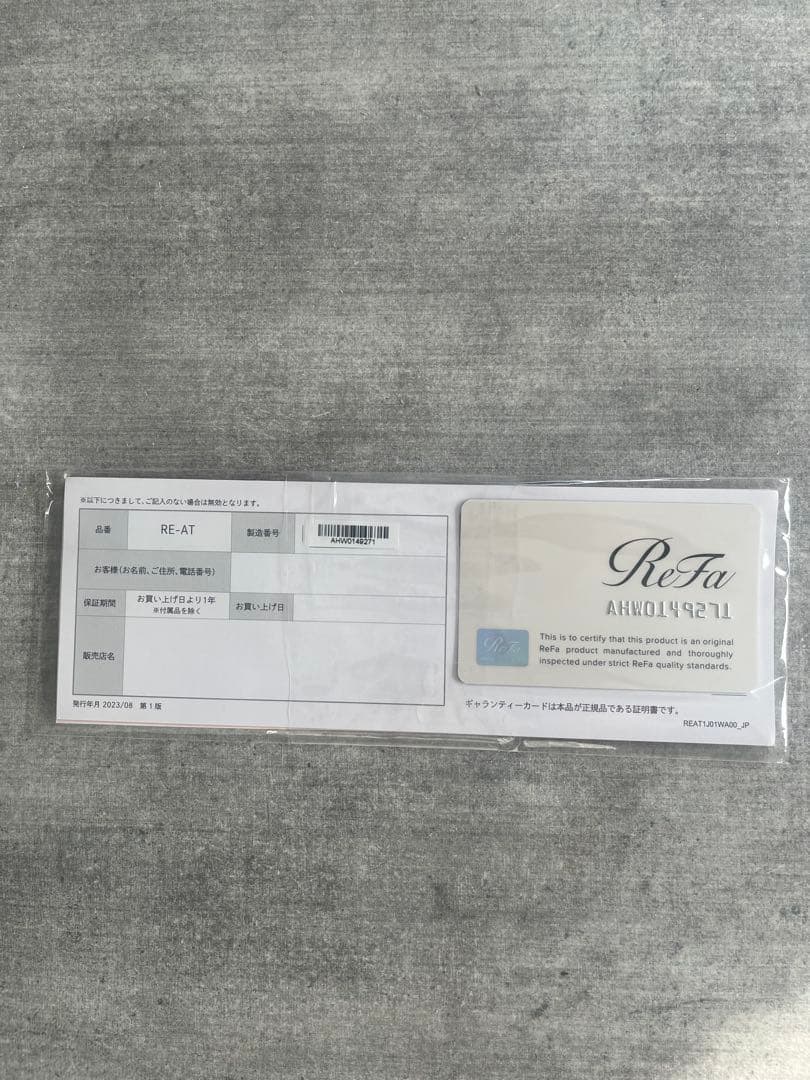 ※以下につきまして、ご記入のない場合は無効となります。
品番 RE-AT 製造番号 AHW0149271
お客様(お名前、ご住所、電話番号)
保証期間 お買い上げ日より1年 お買い上げ日
※付属品を除く
販売店名
発行年月 2023/08 第1版
ReFa
ReFa
This is to certify that this product is an original
ReFa product manufactured and thoroughly
inspected under strict ReFa quality standards.
ギャランティーカードは本品が正規品である証明書です。
REAT1J01WA00_JP